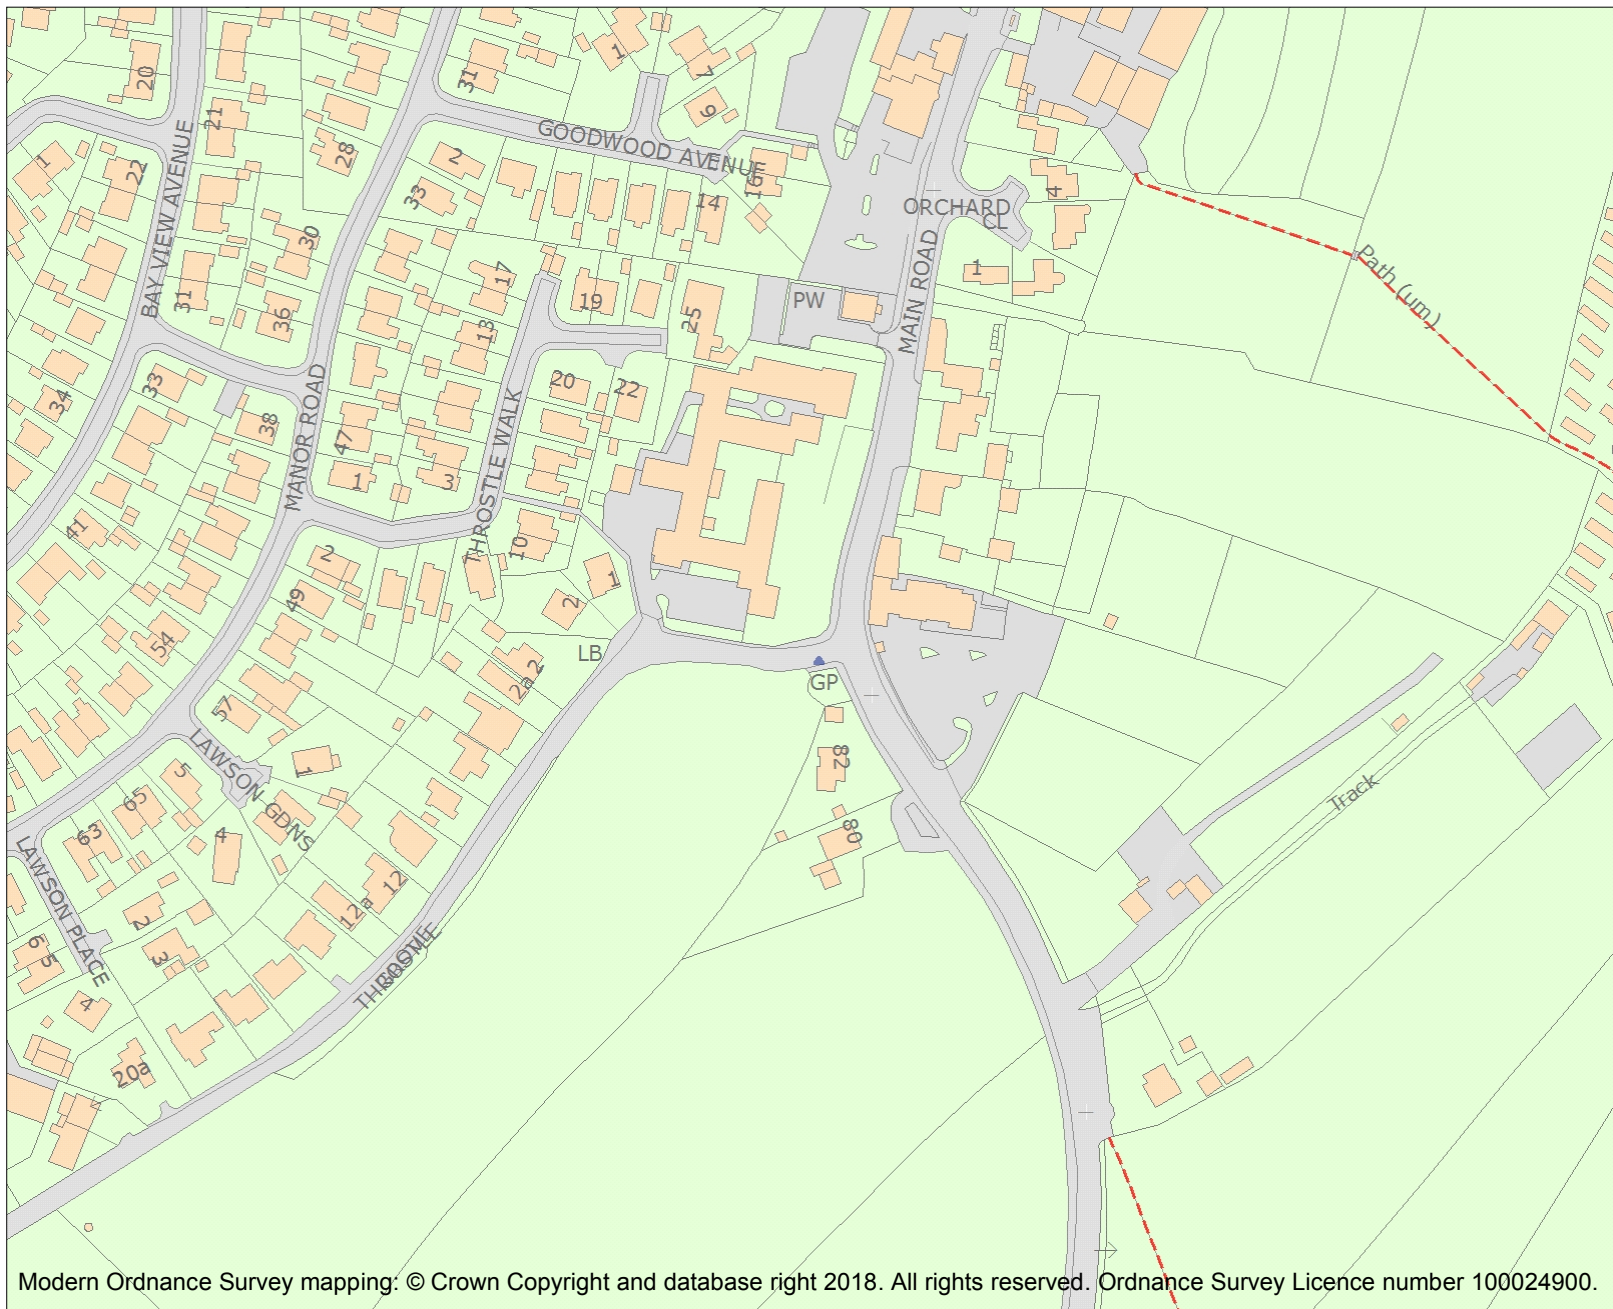 1
7
20
31
9
21
GOODWOOD AVENUE
28
2
1
22
16
33
14
4
ORCHARD
CL
BAY VIEW AVENUE
30
MAIN ROAD
Path (um)
17
1
31
19
PW
36
25
13
33
20
22
34
38
MANOR ROAD
47
THROSTLE WALK
1
3
41
10
2
1
49
2
54
LB
2
2a
GP
57
LAWSON GDNS
82
1
5
65
Track
63
4
80
LAWSON PLACE
12
12a
2
6
5
3
THROSTLE
GROVE
4
20a
Modern Ordnance Survey mapping: © Crown Copyright and database right 2018. All rights reserved. Ordnance Survey Licence number 100024900.